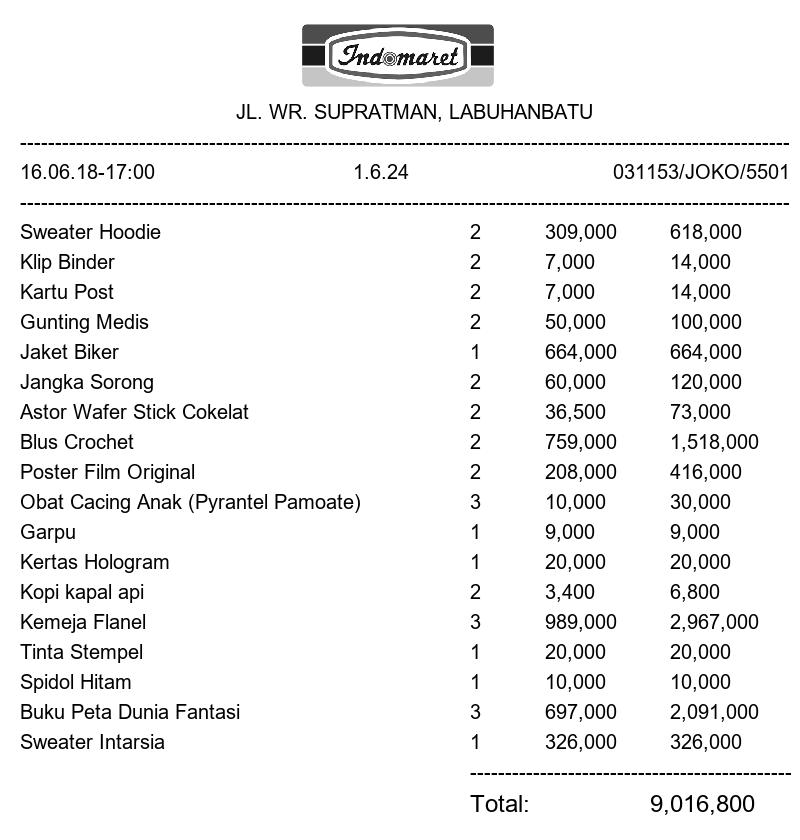 Indomaret
JL. WR. SUPRATMAN, LABUHANBATU
16.06.18-17:00 1.6.24 031153/JOKO/5501
Sweater Hoodie 2 309,000 618,000
Klip Binder 2 7,000 14,000
Kartu Post 2 7,000 14,000
Gunting Medis 2 50,000 100,000
Jaket Biker 1 664,000 664,000
Jangka Sorong 2 60,000 120,000
Astor Wafer Stick Cokelat 2 36,500 73,000
Blus Crochet 2 759,000 1,518,000
Poster Film Original 2 208,000 416,000
Obat Cacing Anak (Pyrantel Pamoate) 3 10,000 30,000
Garpu 1 9,000 9,000
Kertas Hologram 1 20,000 20,000
Kopi kapal api 2 3,400 6,800
Kemeja Flanel 3 989,000 2,967,000
Tinta Stempel 1 20,000 20,000
Spidol Hitam 1 10,000 10,000
Buku Peta Dunia Fantasi 3 697,000 2,091,000
Sweater Intarsia 1 326,000 326,000
Total: 9,016,800